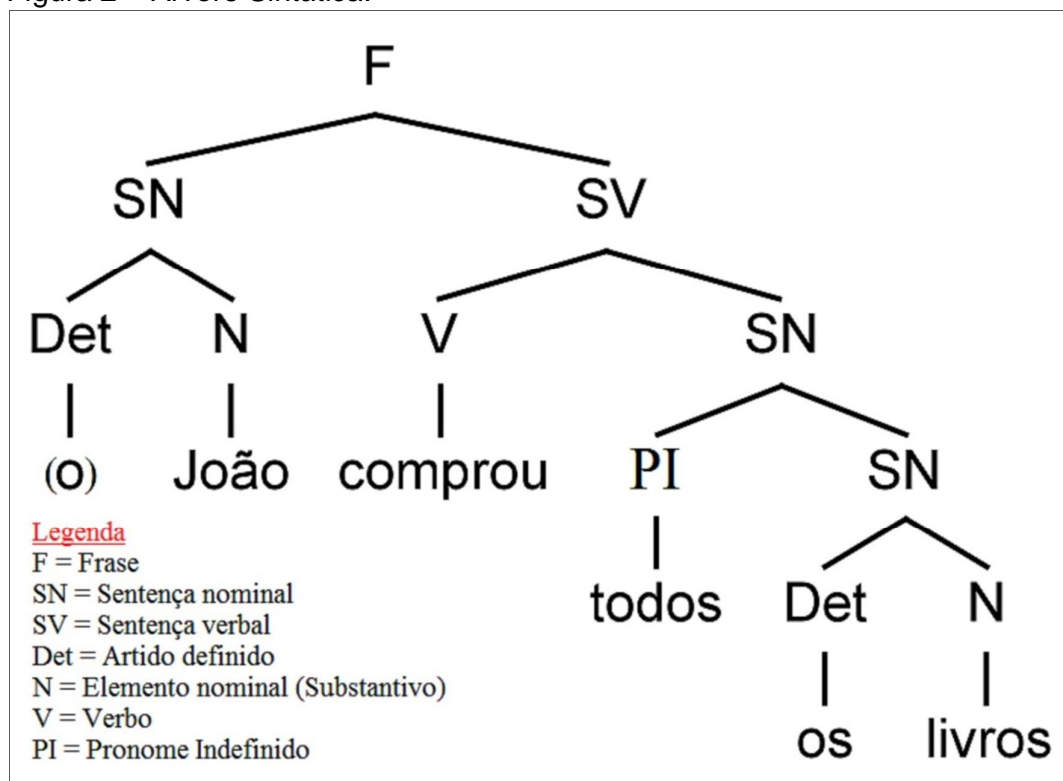 Figura 2 – Árvore Sintática.
F
SN SV
Det N V SN
(o) João comprou PI SN
todos Det N
os livros
Legenda
F = Frase
SN = Sentença nominal
SV = Sentença verbal
Det = Artido definido
N = Elemento nominal (Substantivo)
V = Verbo
PI = Pronome Indefinido